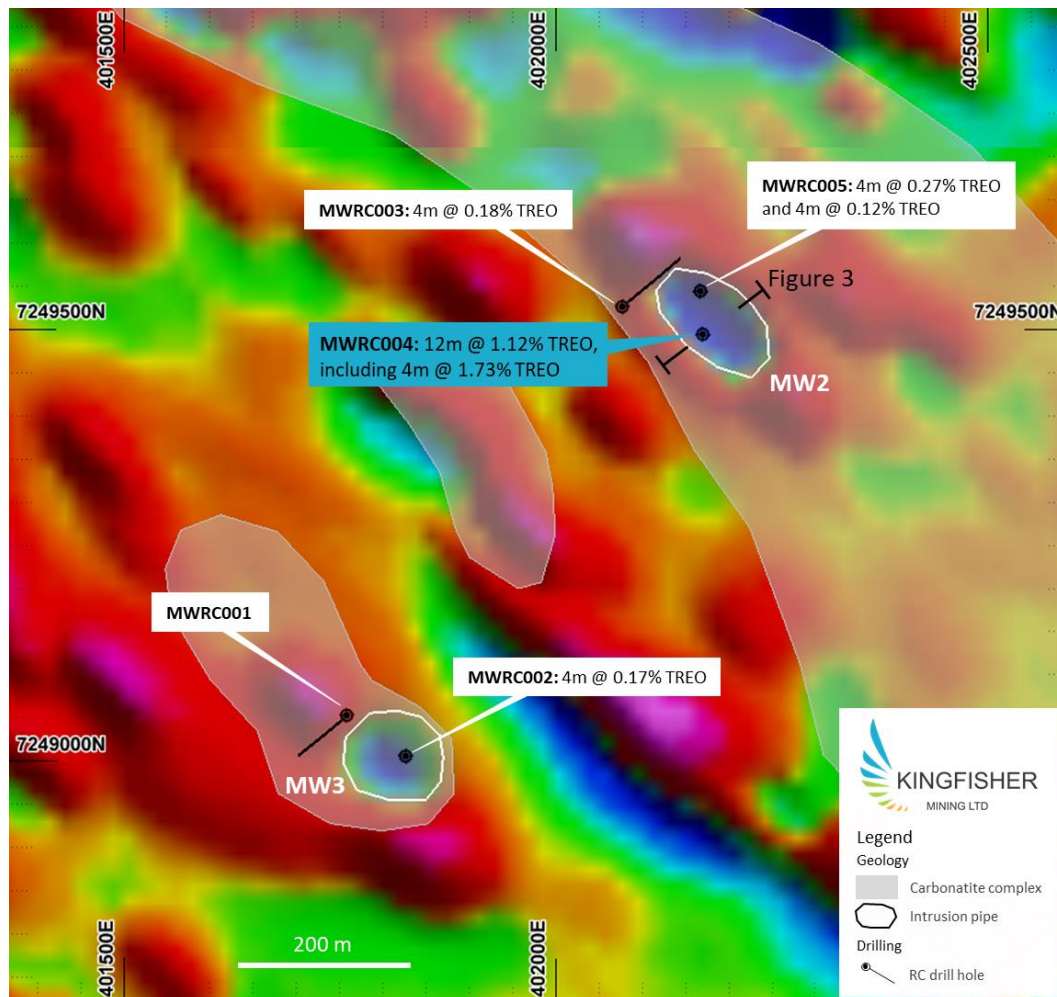 401500E
402000E
402500E
MWRC003: 4m @ 0.18% TREO
MWRC005: 4m @ 0.27% TREO
and 4m @ 0.12% TREO
Figure 3
7249500N
7249500N
MWRC004: 12m @ 1.12% TREO,
including 4m @ 1.73% TREO
MW2
MWRC001
MWRC002: 4m @ 0.17% TREO
7249000N
MW3
KINGFISHER
MINING LTD
Legend
Geology
Carbonatite complex
Intrusion pipe
Drilling
RC drill hole
200 m
401500E
402000E